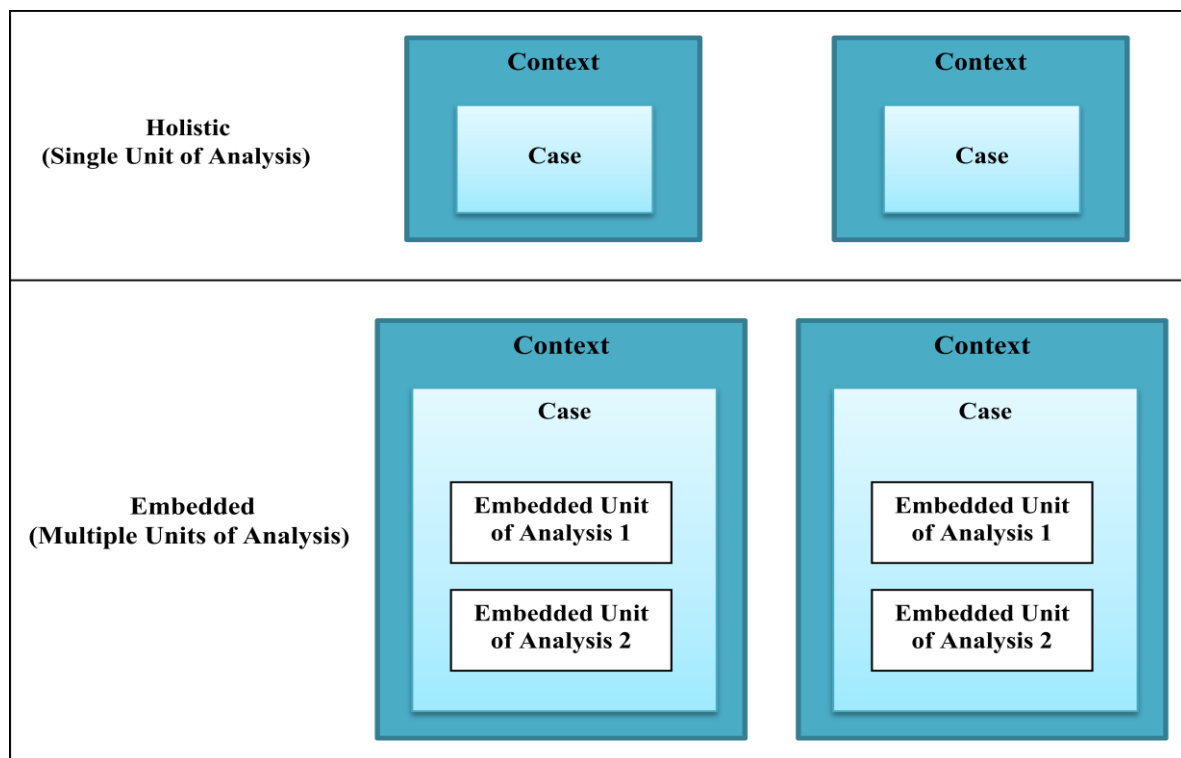 Context
Context
Holistic
(Single Unit of Analysis)
Case
Case
Context
Context
Case
Case
Embedded
(Multiple Units of Analysis)
Embedded Unit
of Analysis 1
Embedded Unit
of Analysis 1
Embedded Unit
of Analysis 2
Embedded Unit
of Analysis 2